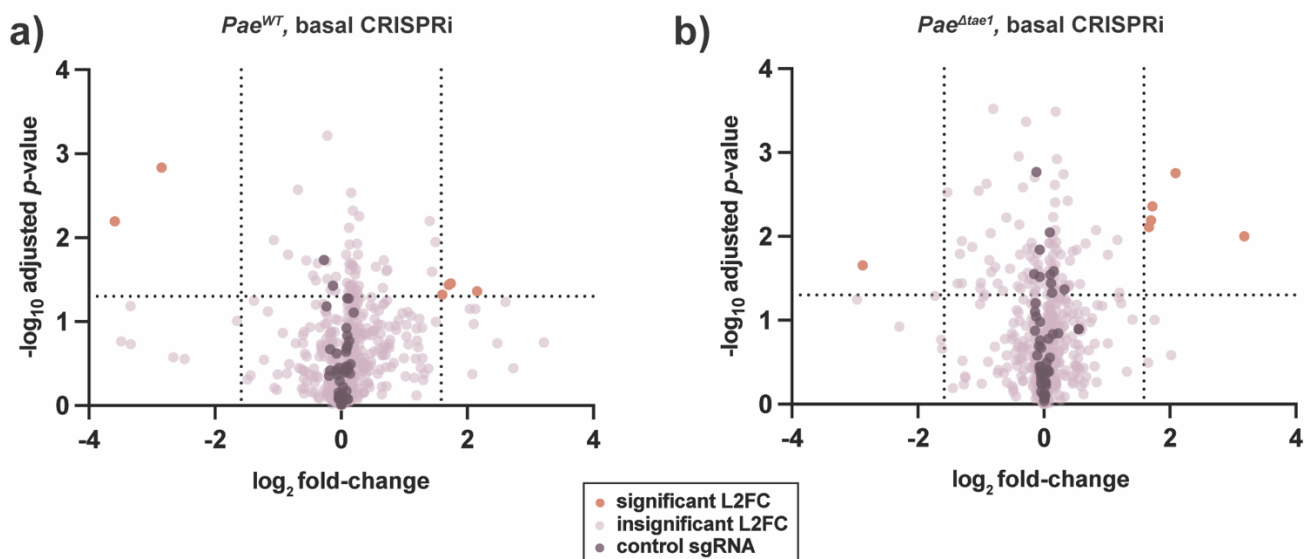 a)
Pae^WT, basal CRISPRi
4
3
2
1
0
-log₁₀ adjusted p-value
-4
-2
0
2
4
log₂ fold-change
b)
Pae^Δtae1, basal CRISPRi
4
3
2
1
0
-log₁₀ adjusted p-value
-4
-2
0
2
4
log₂ fold-change
significant L2FC
insignificant L2FC
control sgRNA